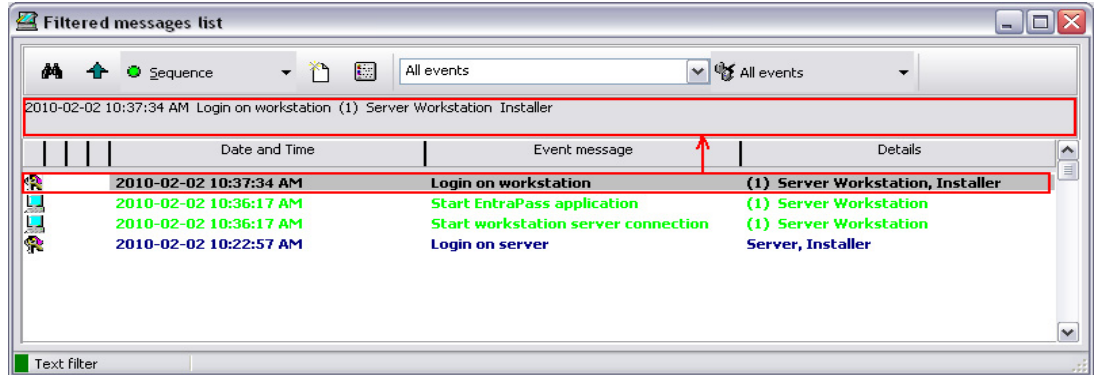 Filtered messages list
Sequence All events All events
2010-02-02 10:37:34 AM Login on workstation (1) Server Workstation Installer
Date and Time Event message Details
2010-02-02 10:37:34 AM Login on workstation (1) Server Workstation, Installer
2010-02-02 10:36:17 AM Start EntraPass application (1) Server Workstation
2010-02-02 10:36:17 AM Start workstation server connection (1) Server Workstation
2010-02-02 10:22:57 AM Login on server Server, Installer
Text filter